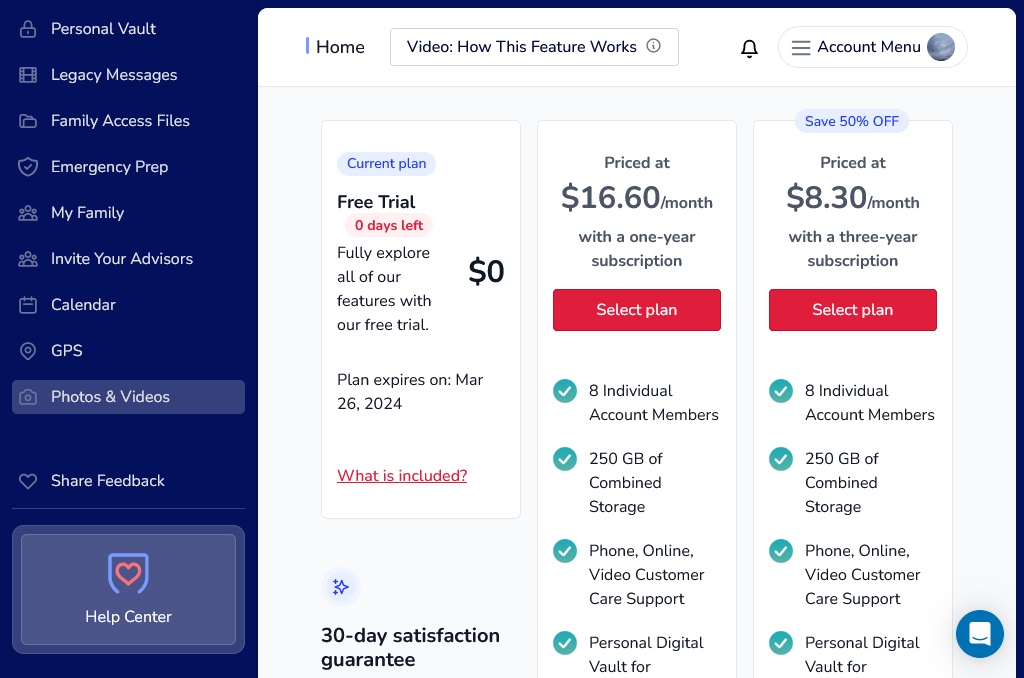 Personal Vault
Legacy Messages
Family Access Files
Emergency Prep
My Family
Invite Your Advisors
Calendar
GPS
Photos & Videos
Share Feedback
Help Center
Home
Video: How This Feature Works
Account Menu
Current plan
Free Trial
0 days left
Fully explore
all of our
features with
our free trial.
$0
Plan expires on: Mar
26, 2024
What is included?
30-day satisfaction
guarantee
Priced at
$16.60/month
with a one-year
subscription
Select plan
8 Individual
Account Members
250 GB of
Combined
Storage
Phone, Online,
Video Customer
Care Support
Personal Digital
Vault for
Save 50% OFF
Priced at
$8.30/month
with a three-year
subscription
Select plan
8 Individual
Account Members
250 GB of
Combined
Storage
Phone, Online,
Video Customer
Care Support
Personal Digital
Vault for